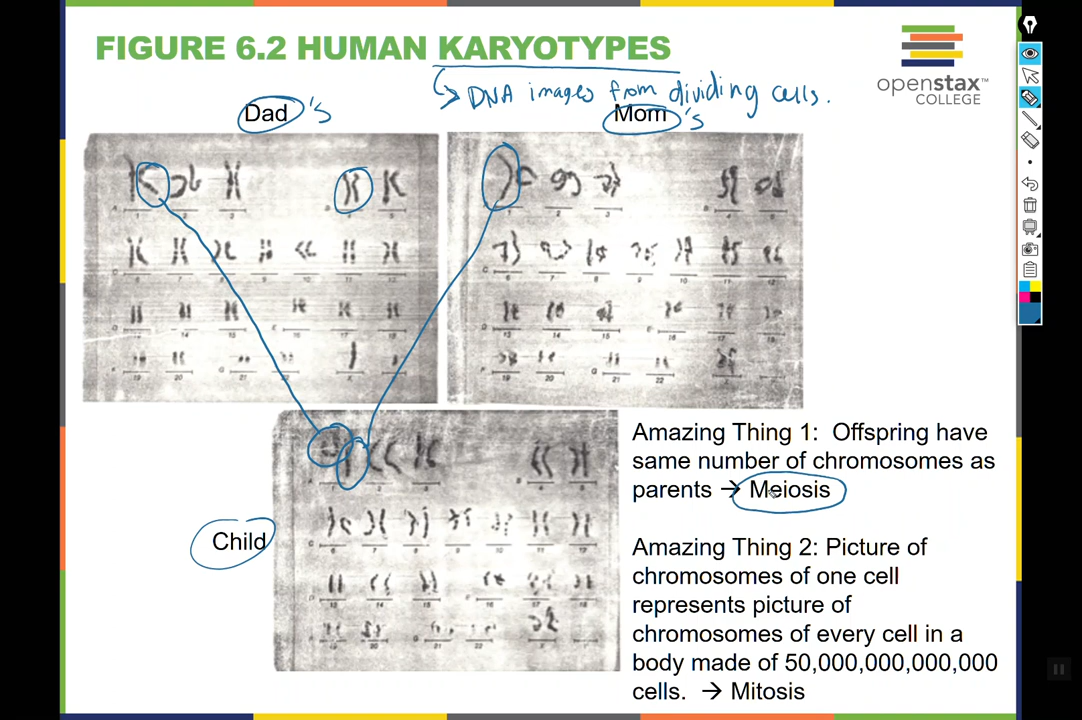 FIGURE 6.2 HUMAN KARYOTYPES
openstax™
COLLEGE
DNA images from dividing cells.
Dad's
Mom's
Child
Amazing Thing 1: Offspring have
same number of chromosomes as
parents → Meiosis
Amazing Thing 2: Picture of
chromosomes of one cell
represents picture of
chromosomes of every cell in a
body made of 50,000,000,000,000
cells. → Mitosis